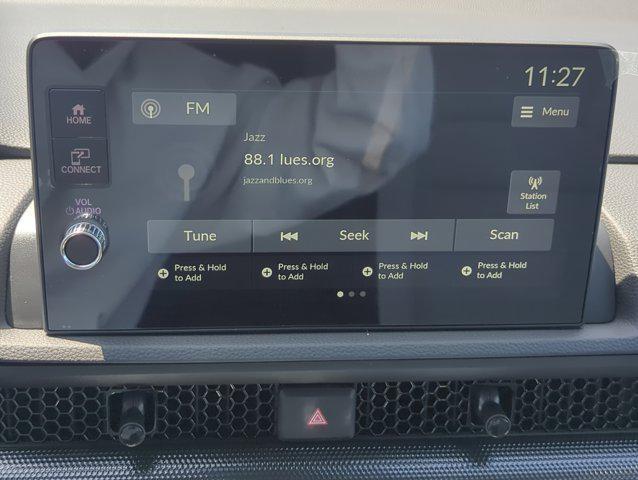 11:27
HOME
FM
Menu
Jazz
88.1 lues.org
CONNECT
jazzandblues.org
Station
List
VOL
AUDIO
Tune
Seek
Scan
Press & Hold
to Add
Press & Hold
to Add
Press & Hold
to Add
Press & Hold
to Add